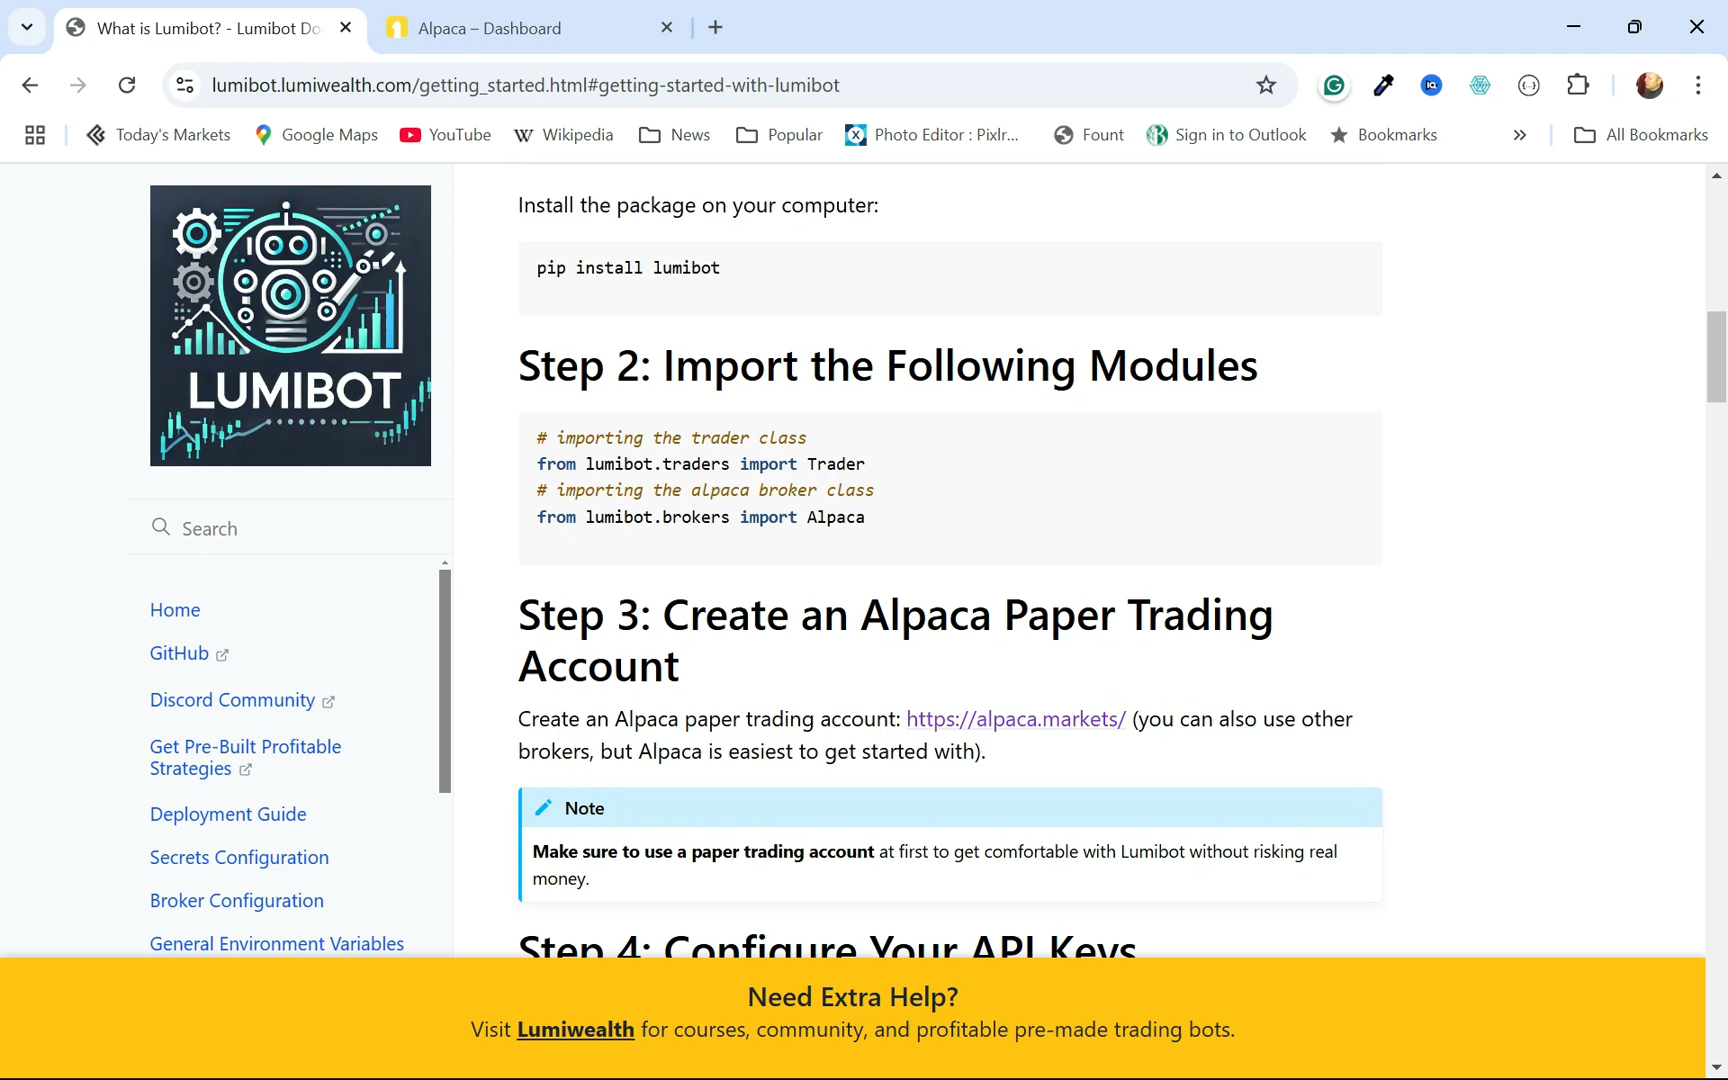 What is Lumibot? - Lumibot Do
Alpaca – Dashboard
lumibot.lumiwealth.com/getting_started.html#getting-started-with-lumibot
Today's Markets
Google Maps
YouTube
Wikipedia
News
Popular
Photo Editor : Pixlr...
Fount
Sign in to Outlook
Bookmarks
»
All Bookmarks
LUMIBOT
Search
Home
GitHub
Discord Community
Get Pre-Built Profitable
Strategies
Deployment Guide
Secrets Configuration
Broker Configuration
General Environment Variables
Install the package on your computer:
pip install lumibot
Step 2: Import the Following Modules
# importing the trader class
from lumibot.traders import Trader
# importing the alpaca broker class
from lumibot.brokers import Alpaca
Step 3: Create an Alpaca Paper Trading
Account
Create an Alpaca paper trading account: https://alpaca.markets/ (you can also use other
brokers, but Alpaca is easiest to get started with).
Note
Make sure to use a paper trading account at first to get comfortable with Lumibot without risking real
money.
Step 4: Configure Your API Keys
Need Extra Help?
Visit Lumiwealth for courses, community, and profitable pre-made trading bots.